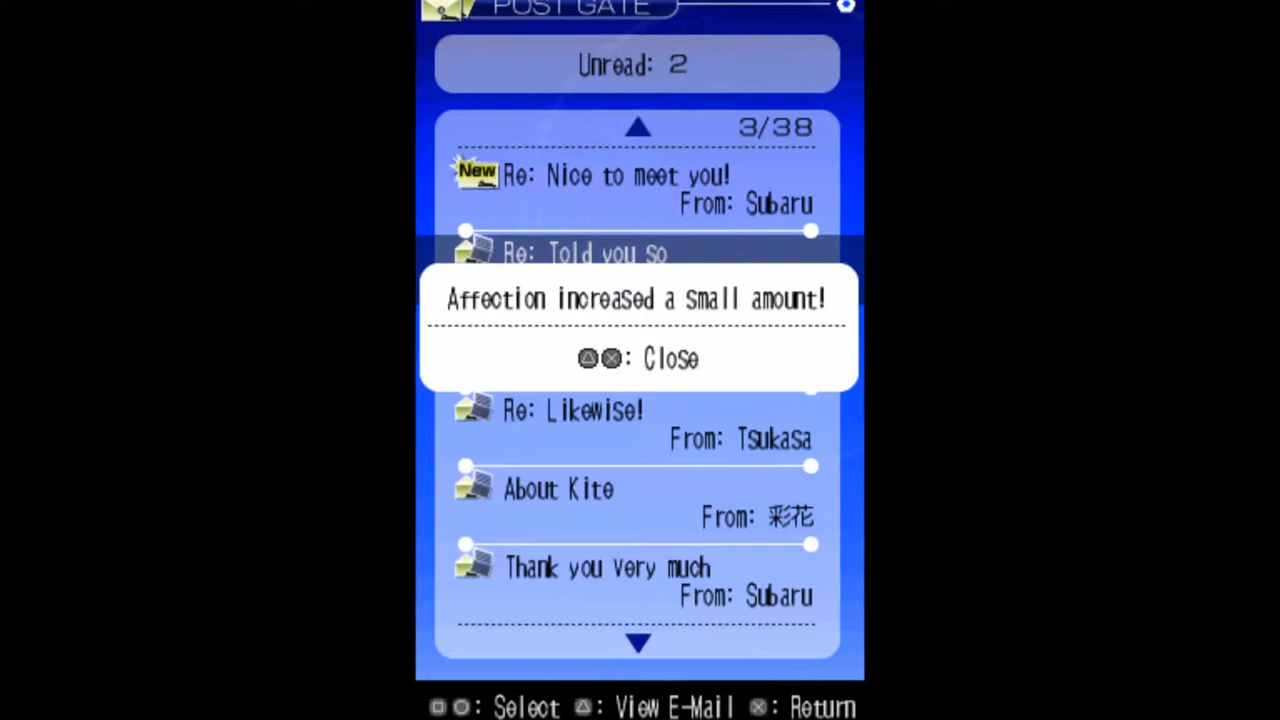 POST GATE
Unread: 2
3/38
New Re: Nice to meet you!
From: Subaru
Re: Told you so
Affection increased a small amount!
△✕: Close
Re: Likewise!
From: Tsukasa
About Kite
From: 彩花
Thank you very much
From: Subaru
□○: Select △: View E-Mail ✕: Return